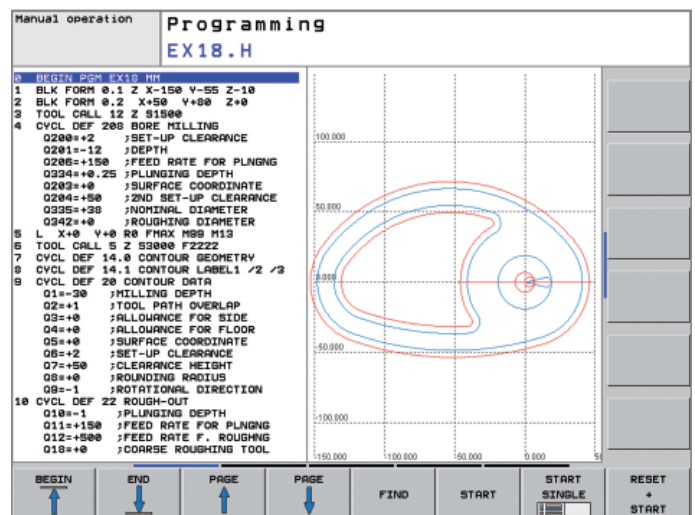 Manual operation
Programming
EX18.H
0 BEGIN PGM EX18 MM
1 BLK FORM 0.1 Z X-150 Y-55 Z-10
2 BLK FORM 0.2 X+50 Y+80 Z+0
3 TOOL CALL 12 Z S1500
4 CYCL DEF 208 BORE MILLING
Q200=+2 ;SET-UP CLEARANCE
Q201=-12 ;DEPTH
Q206=+150 ;FEED RATE FOR PLNGNG
Q334=+0.25 ;PLUNGING DEPTH
Q203=+0 ;SURFACE COORDINATE
Q204=+50 ;2ND SET-UP CLEARANCE
Q335=+38 ;NOMINAL DIAMETER
Q342=+0 ;ROUGHING DIAMETER
5 L X+0 Y+0 R0 FMAX M99 M13
6 TOOL CALL 5 Z S3000 F2222
7 CYCL DEF 14.0 CONTOUR GEOMETRY
8 CYCL DEF 14.1 CONTOUR LABEL1 /2 /3
9 CYCL DEF 20 CONTOUR DATA
Q1=-30 ;MILLING DEPTH
Q2=+1 ;TOOL PATH OVERLAP
Q3=+0 ;ALLOWANCE FOR SIDE
Q4=+0 ;ALLOWANCE FOR FLOOR
Q5=+0 ;SURFACE COORDINATE
Q6=+2 ;SET-UP CLEARANCE
Q7=+50 ;CLEARANCE HEIGHT
Q8=+0 ;ROUNDING RADIUS
Q9=-1 ;ROTATIONAL DIRECTION
10 CYCL DEF 22 ROUGH-OUT
Q10=-1 ;PLUNGING DEPTH
Q11=+150 ;FEED RATE FOR PLNGNG
Q12=+500 ;FEED RATE F. ROUGHNG
Q18=+0 ;COARSE ROUGHING TOOL
100.000
50.000
0.000
-50.000
-100.000
-150.000 -100.000 -50.000 0.000
BEGIN
END
PAGE
PAGE
FIND
START
START SINGLE
RESET + START